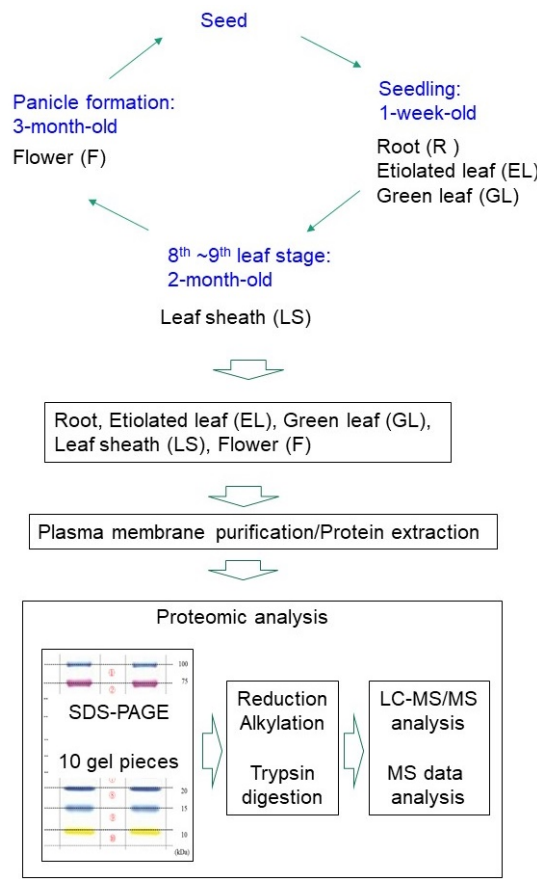 Seed
Panicle formation:
3-month-old
Flower (F)
Seedling:
1-week-old
Root (R )
Etiolated leaf (EL)
Green leaf (GL)
8th ~9th leaf stage:
2-month-old
Leaf sheath (LS)
Root, Etiolated leaf (EL), Green leaf (GL),
Leaf sheath (LS), Flower (F)
Plasma membrane purification/Protein extraction
Proteomic analysis
100
75
SDS-PAGE
10 gel pieces
20
15
10
(kDa)
Reduction
Alkylation
Trypsin
digestion
LC-MS/MS
analysis
MS data
analysis